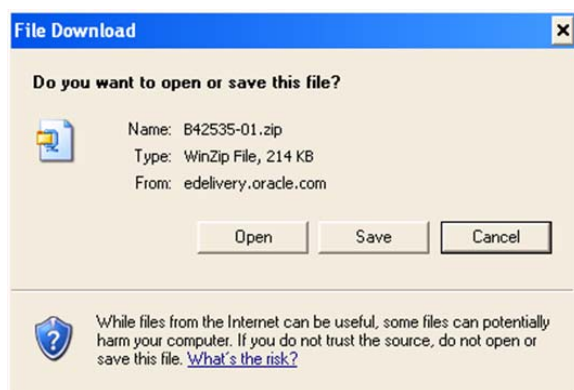 File Download
Do you want to open or save this file?
Name: B42535-01.zip
Type: WinZip File, 214 KB
From: edelivery.oracle.com
Open Save Cancel
While files from the Internet can be useful, some files can potentially
harm your computer. If you do not trust the source, do not open or
save this file. What's the risk?